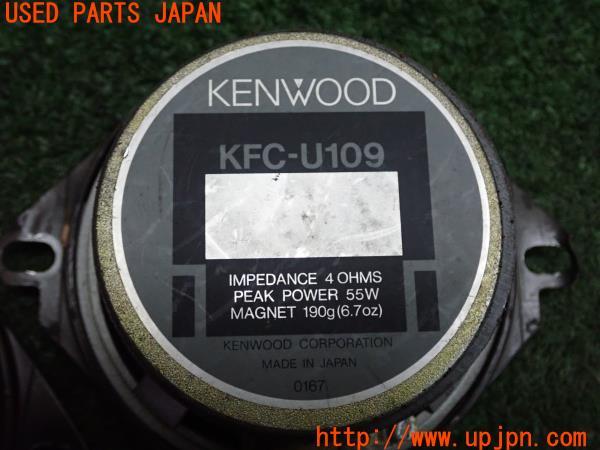 USED PARTS JAPAN
KENWOOD
KFC-U109
IMPEDANCE 4 OHMS
PEAK POWER 55W
MAGNET 190g(6.7oz)
KENWOOD CORPORATION
MADE IN JAPAN
0167
http://www.upjpn.com/